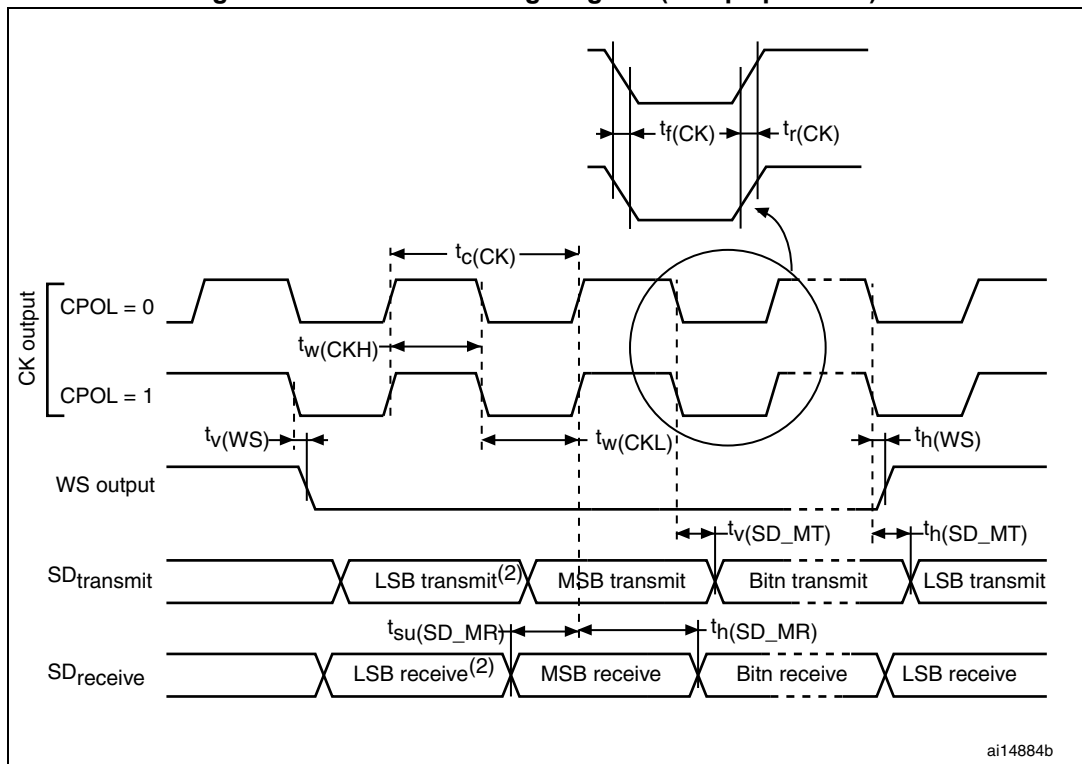 tf(CK) tr(CK)
tc(CK)
CK output
CPOL = 0
tw(CKH)
CPOL = 1
tv(WS) tw(CKL) th(WS)
WS output
tv(SD_MT) th(SD_MT)
SDtransmit LSB transmit(2) MSB transmit Bitn transmit LSB transmit
tsu(SD_MR) th(SD_MR)
SDreceive LSB receive(2) MSB receive Bitn receive LSB receive
ai14884b